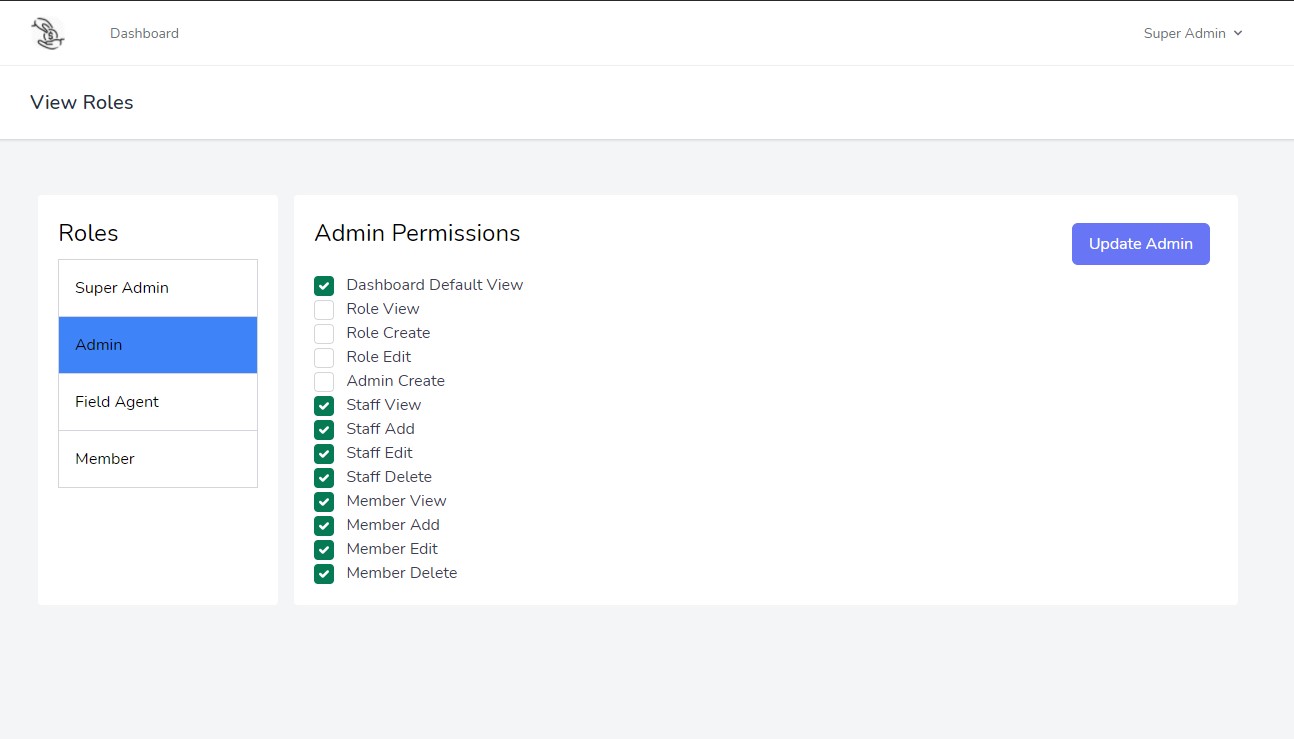 Dashboard
Super Admin
View Roles
Roles
Super Admin
Admin
Field Agent
Member
Admin Permissions
Update Admin
Dashboard Default View
Role View
Role Create
Role Edit
Admin Create
Staff View
Staff Add
Staff Edit
Staff Delete
Member View
Member Add
Member Edit
Member Delete